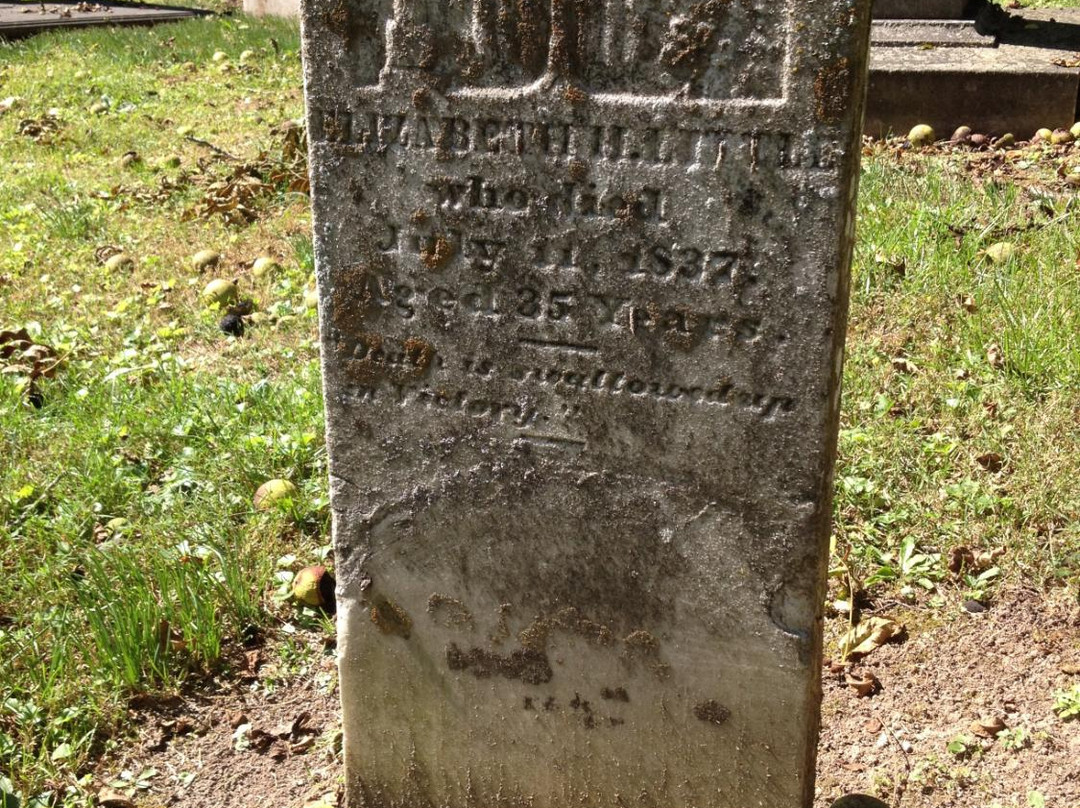 ELIZABETH H. LITTLE
who died
July 11, 1837,
Aged 35 Years.
"Death is swallowed up
in Victory."